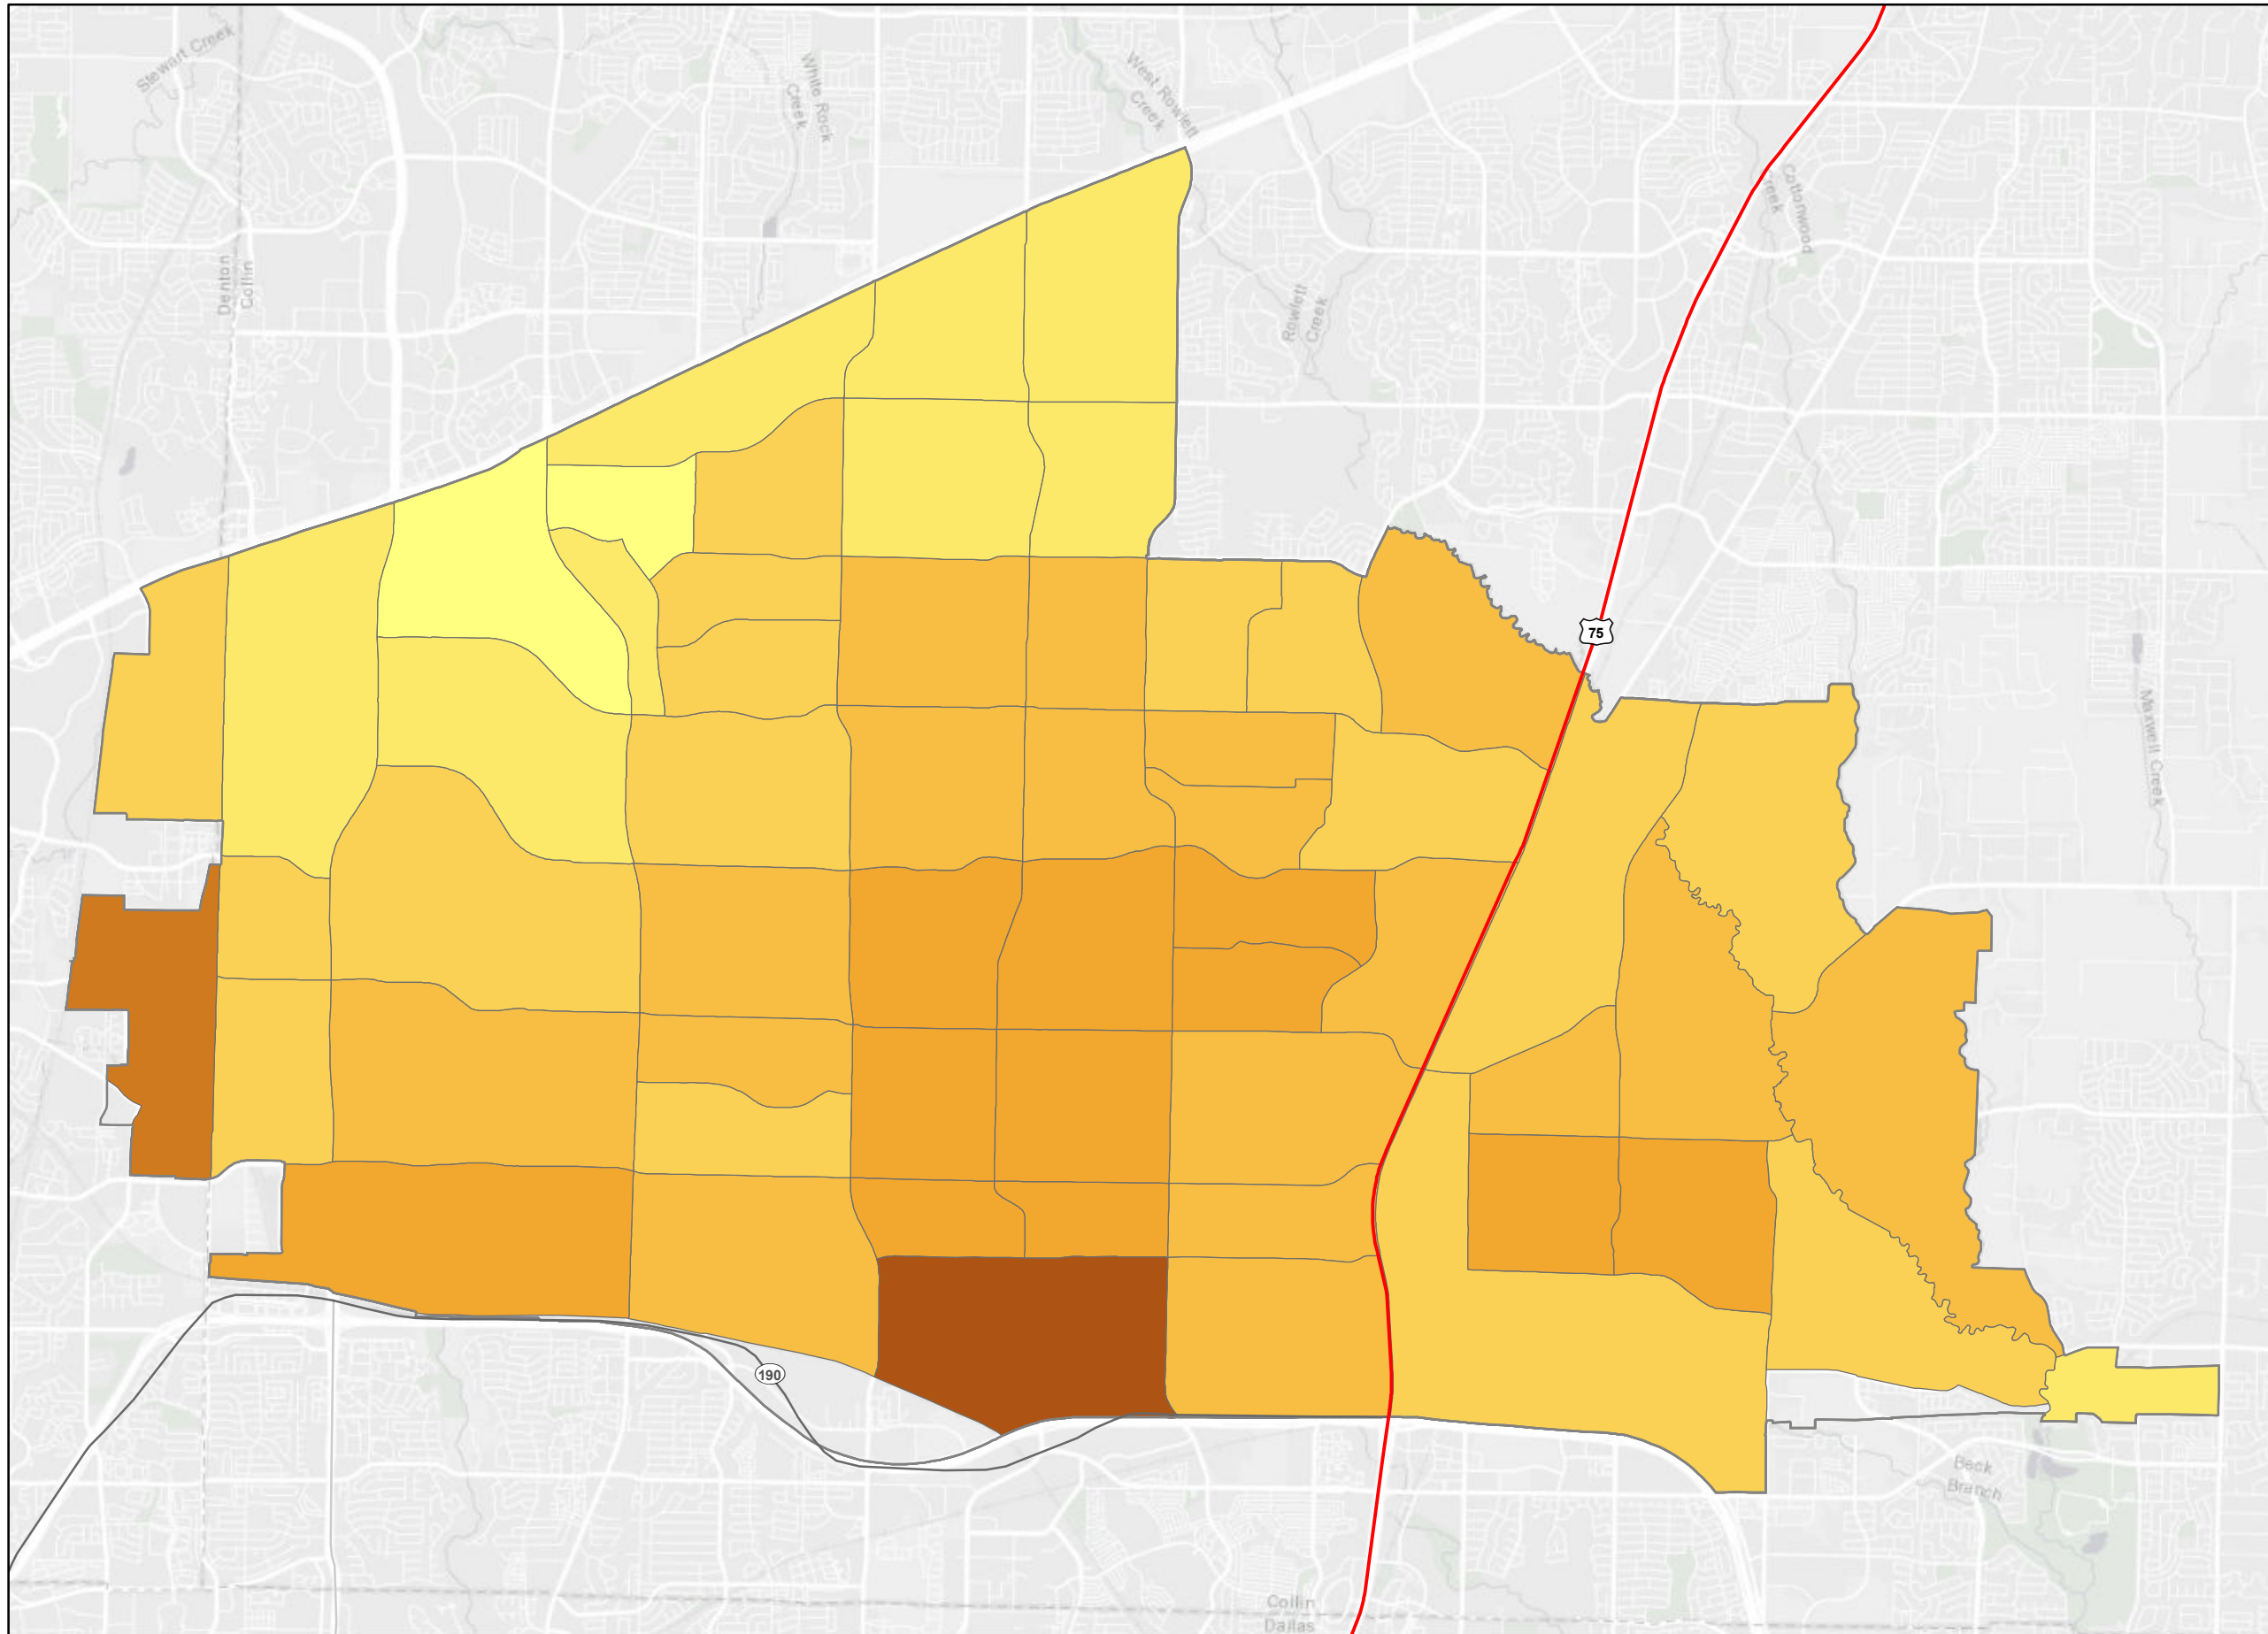 Stewart Creek
White Rock
Creek
West Rowlett
Creek
Cottonwood
Creek
Denton
Collin
Rowlett
Creek
75
Maxwell Creek
190
Beck
Branch
Collin
Dallas